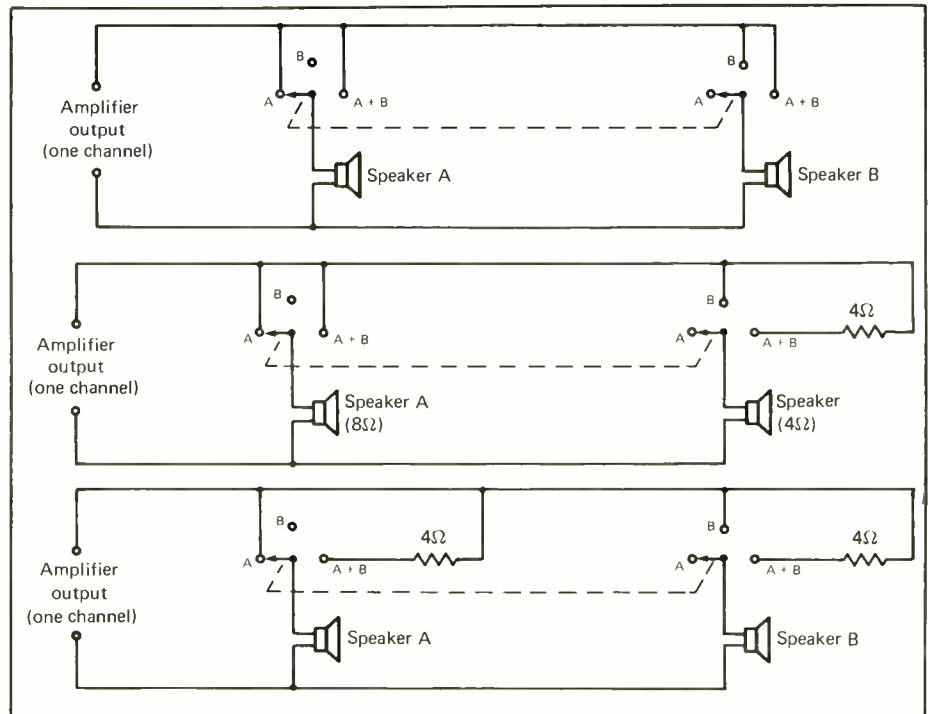 B
B
A
A + B
A
A + B
Amplifier
output
(one channel)
Speaker A
Speaker B
B
B
4Ω
A
A + B
A
A + B
Amplifier
output
(one channel)
Speaker A
(8Ω)
Speaker
(4Ω)
B
4Ω
B
4Ω
A
A + B
A
A + B
Amplifier
output
(one channel)
Speaker A
Speaker B